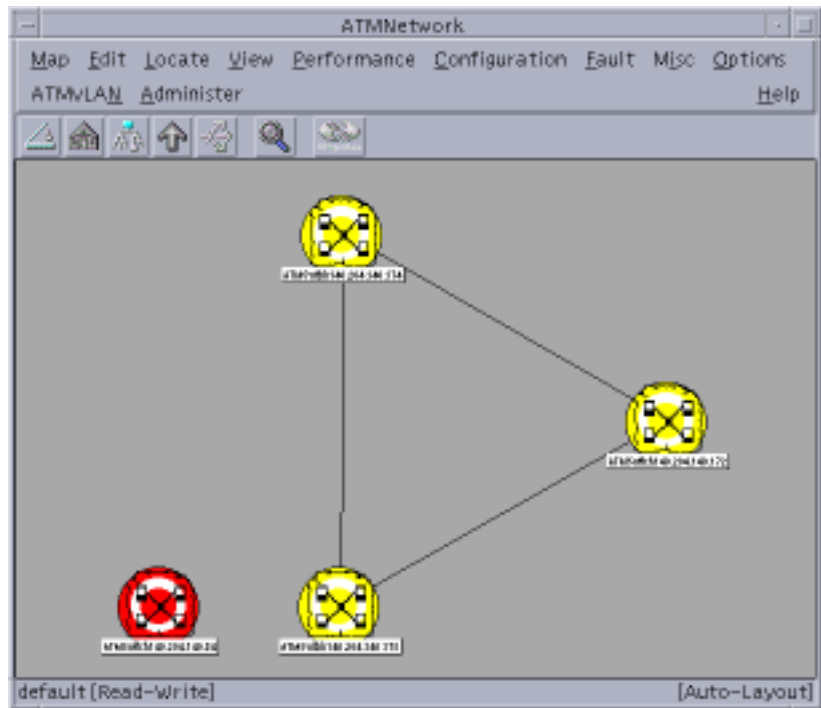 ATMNetwork
Map Edit Locate View Performance Configuration Fault Misc Options
ATMvLAN Administer Help
default [Read-Write] [Auto-Layout]